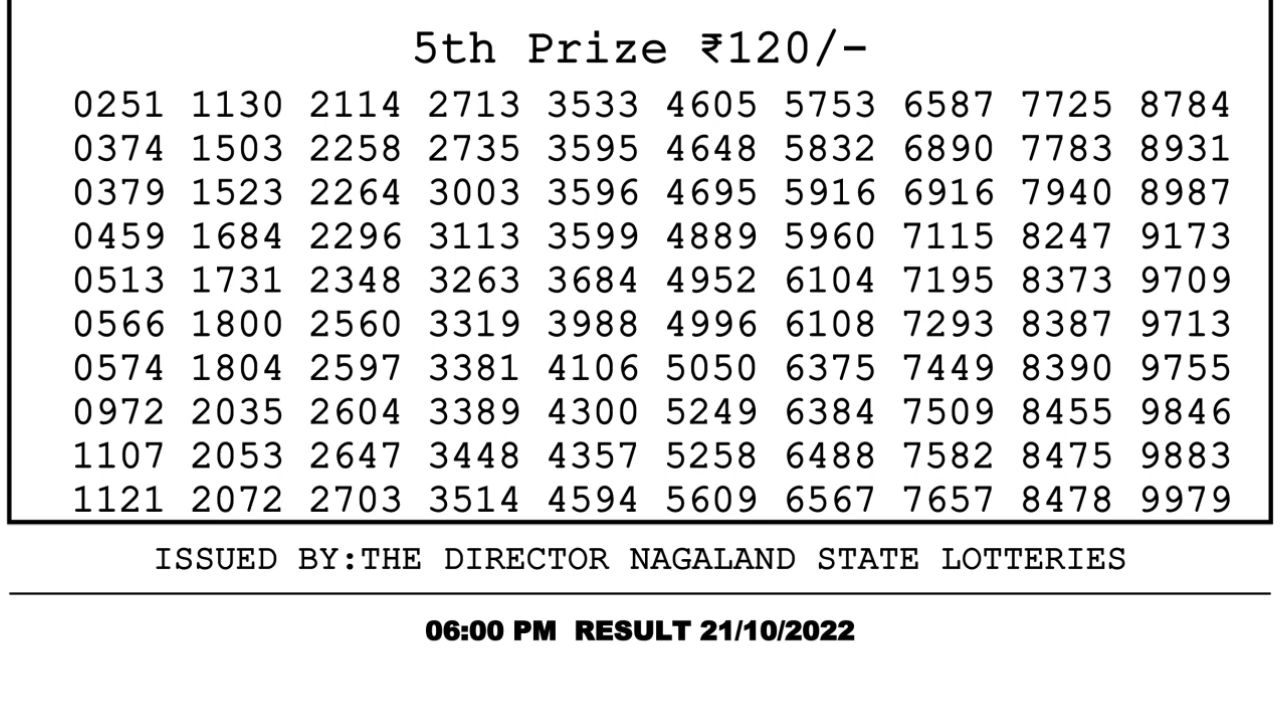 5th Prize ₹120/-
0251 1130 2114 2713 3533 4605 5753 6587 7725 8784
0374 1503 2258 2735 3595 4648 5832 6890 7783 8931
0379 1523 2264 3003 3596 4695 5916 6916 7940 8987
0459 1684 2296 3113 3599 4889 5960 7115 8247 9173
0513 1731 2348 3263 3684 4952 6104 7195 8373 9709
0566 1800 2560 3319 3988 4996 6108 7293 8387 9713
0574 1804 2597 3381 4106 5050 6375 7449 8390 9755
0972 2035 2604 3389 4300 5249 6384 7509 8455 9846
1107 2053 2647 3448 4357 5258 6488 7582 8475 9883
1121 2072 2703 3514 4594 5609 6567 7657 8478 9979
ISSUED BY:THE DIRECTOR NAGALAND STATE LOTTERIES
06:00 PM RESULT 21/10/2022